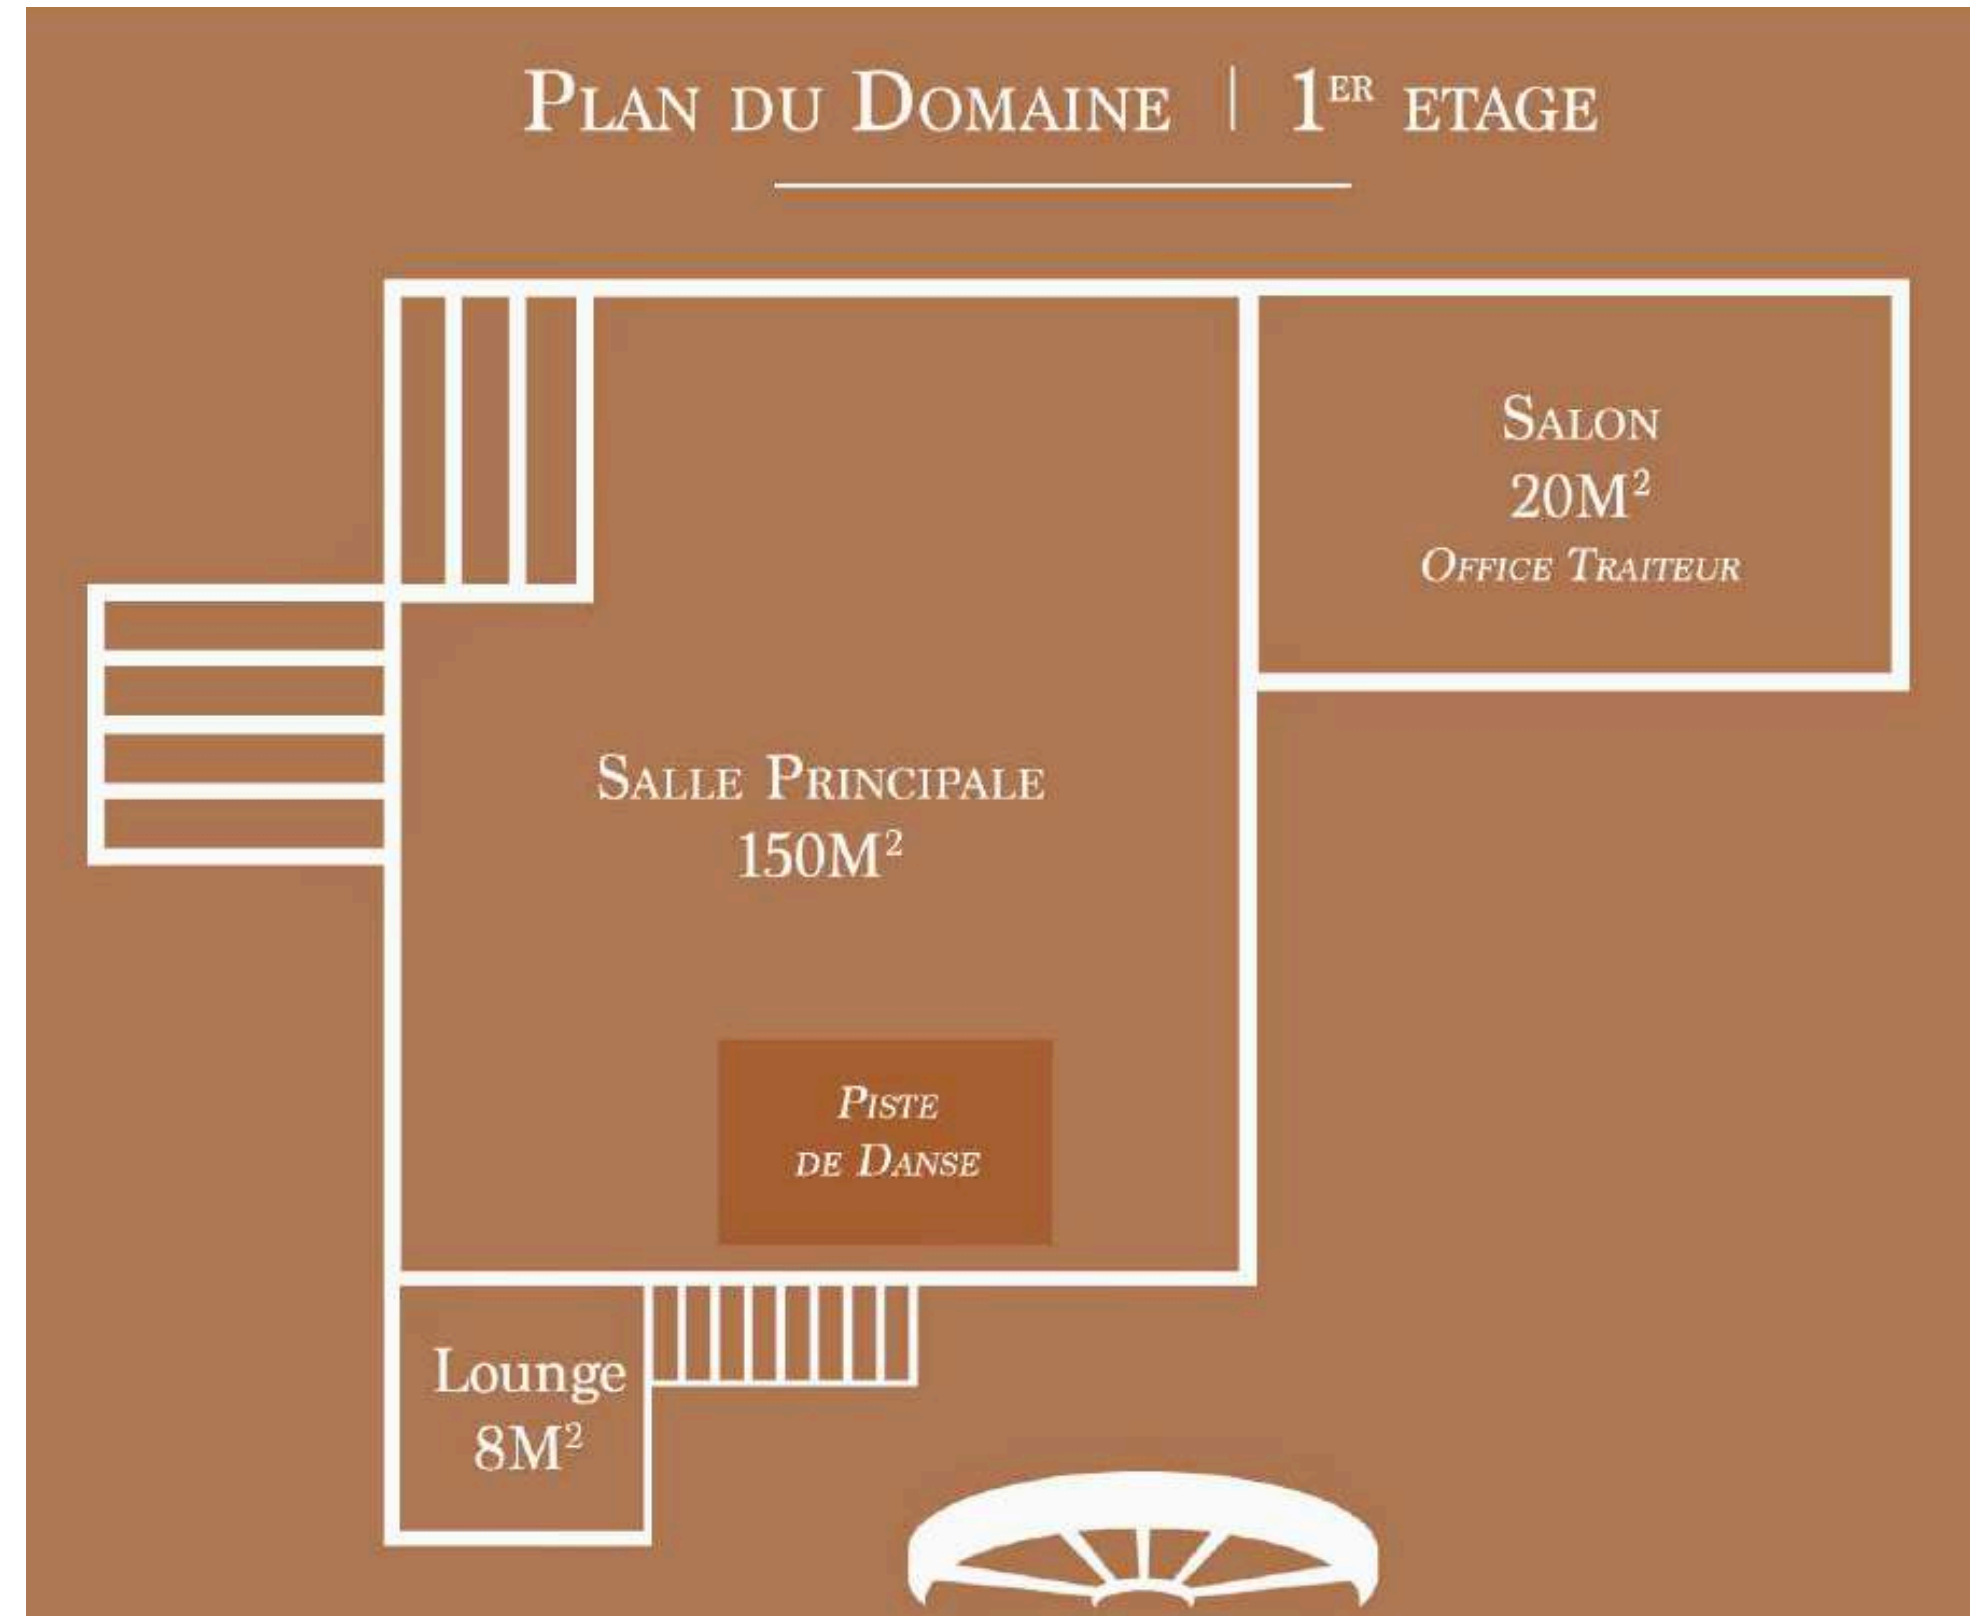 Plan du Domaine | 1er etage
Salon
20m²
Office Traiteur
Salle Principale
150m²
Piste
de Danse
Lounge
8m²